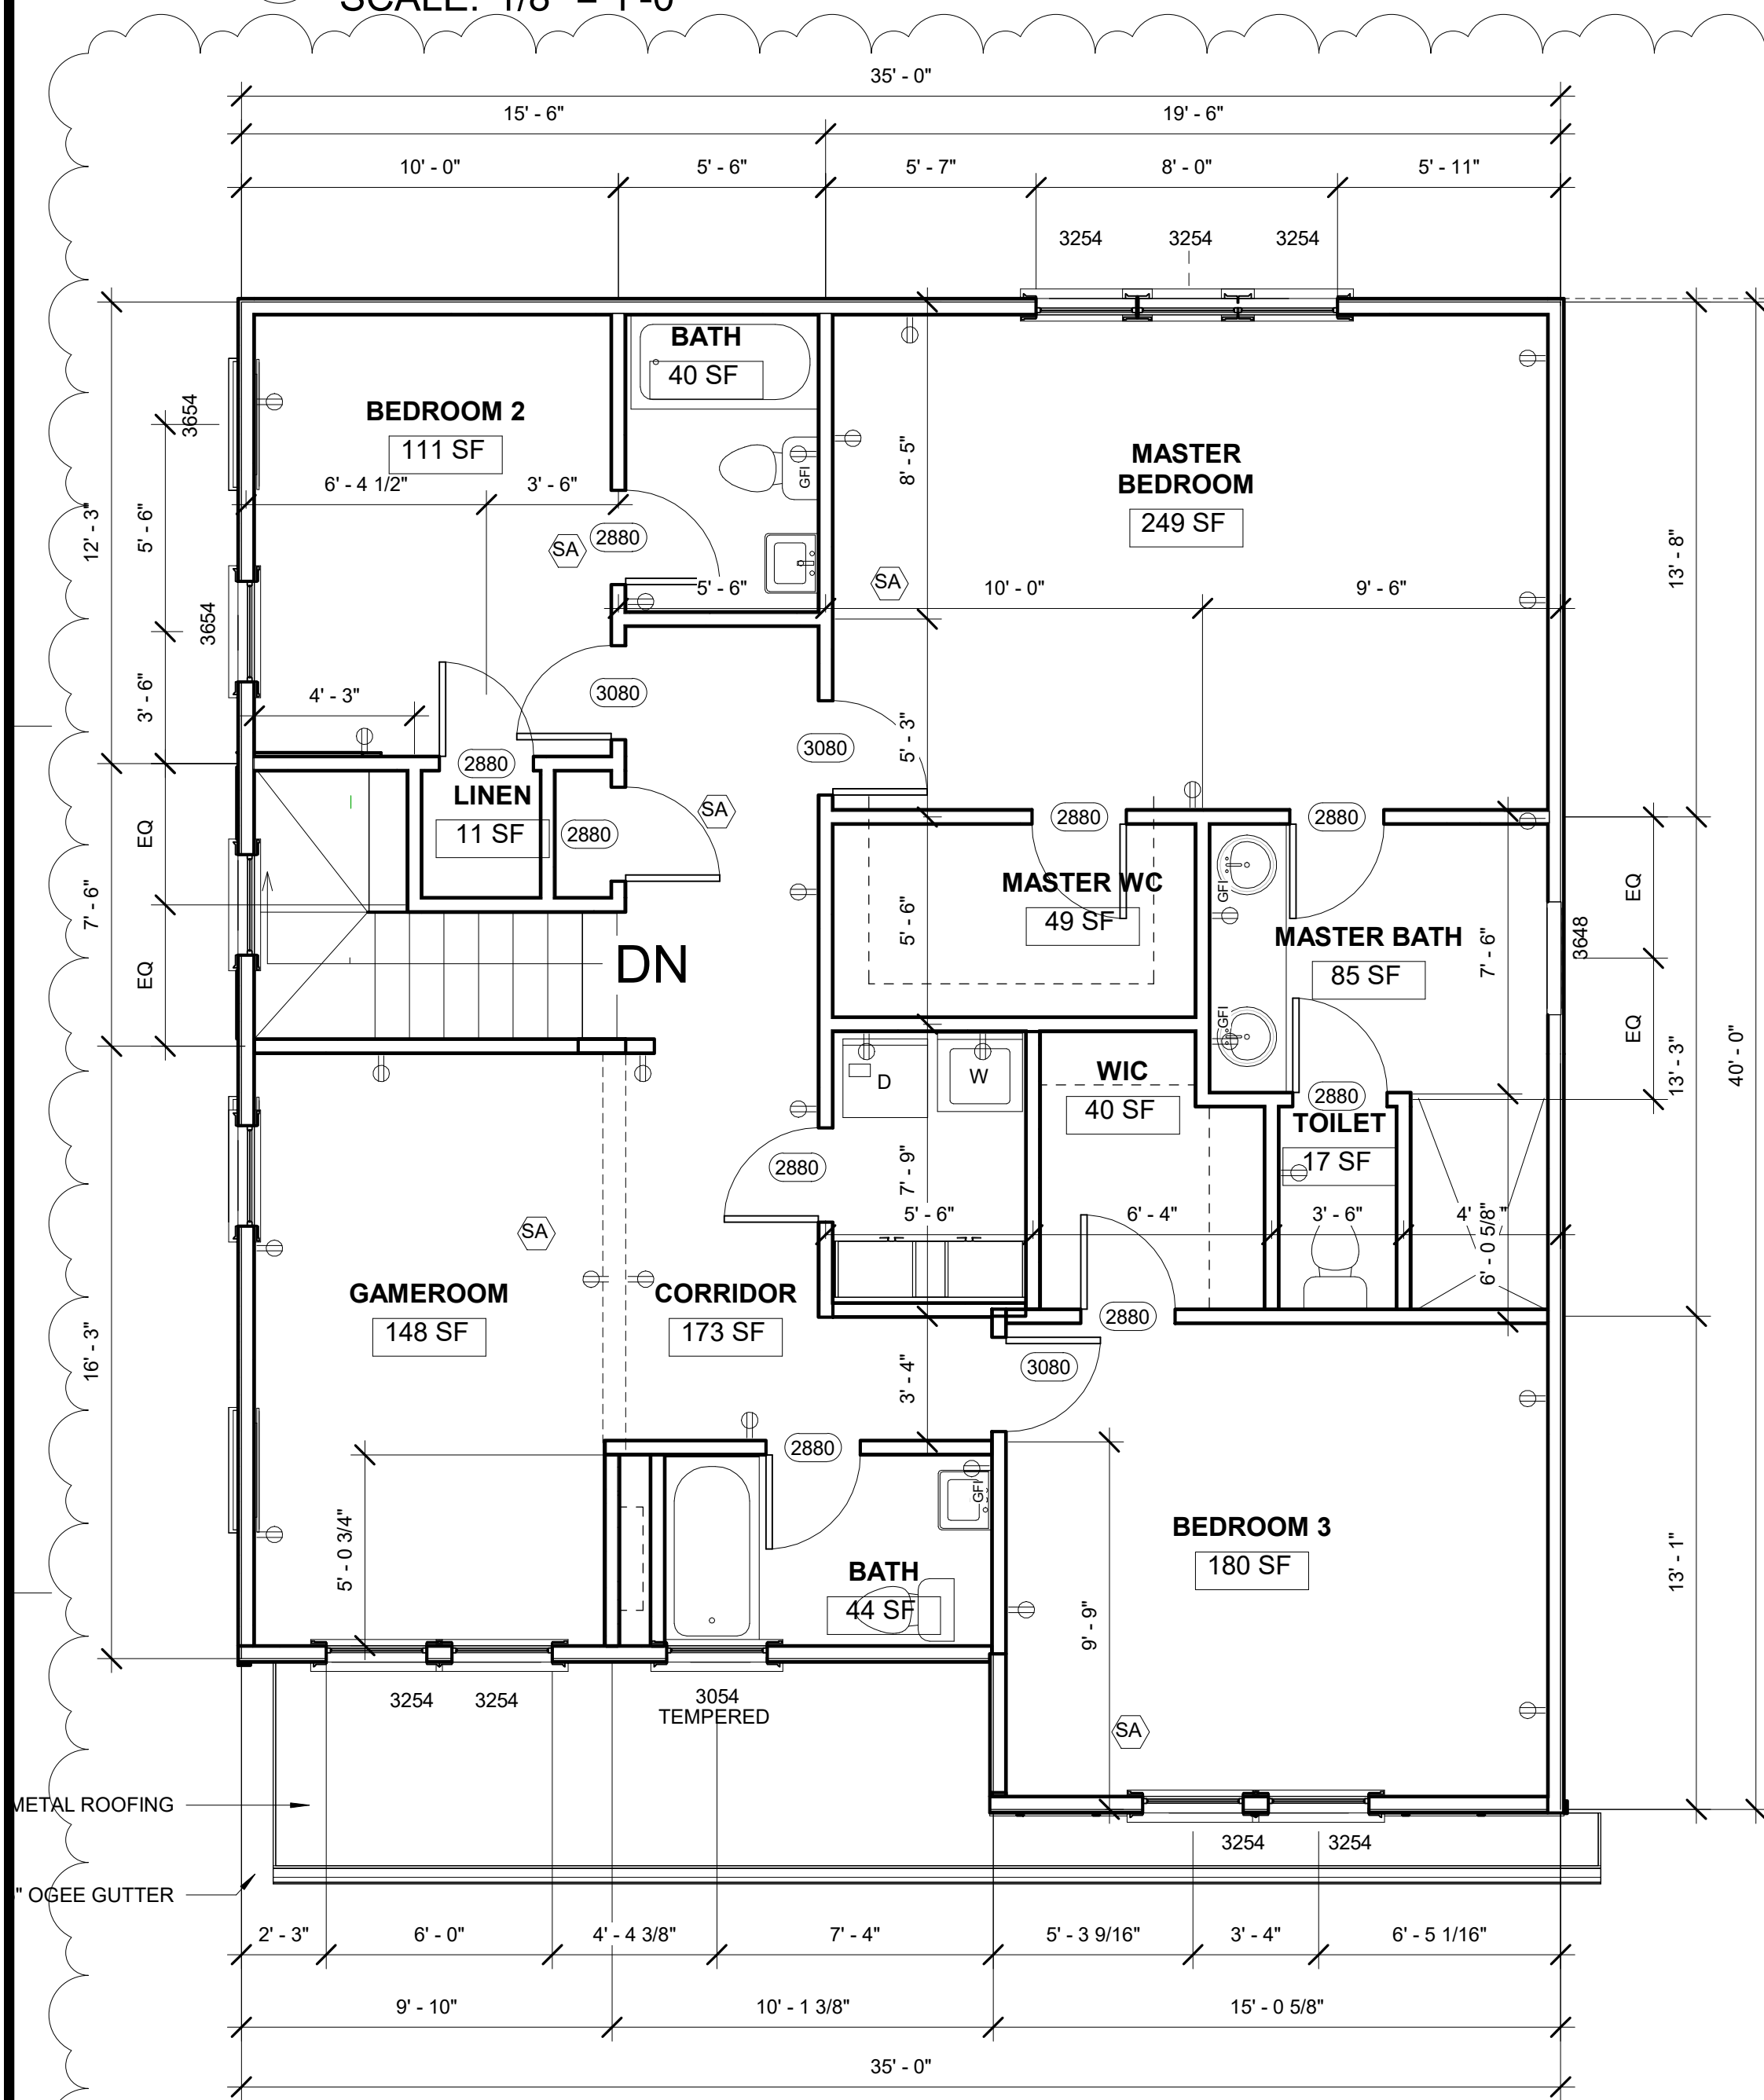 SCALE: 1/8" = 1'-0"
35' - 0"
15' - 6"
19' - 6"
10' - 0"
5' - 6"
5' - 7"
8' - 0"
5' - 11"
3254
3254
3254
BATH
40 SF
3654
BEDROOM 2
111 SF
GFI
8' - 5"
MASTER
BEDROOM
249 SF
6' - 4 1/2"
3' - 6"
12' - 3"
5' - 6"
SA
2880
13' - 8"
5' - 6"
SA
10' - 0"
9' - 6"
3654
3' - 6"
4' - 3"
3080
3080
5' - 3"
2880
LINEN
11 SF
2880
SA
2880
2880
EQ
7' - 6"
EQ
MASTER WC
49 SF
5' - 6"
GFI
MASTER BATH
85 SF
7' - 6"
3648
EQ
EQ
DN
GFI
13' - 3"
40' - 0"
D
W
WIC
40 SF
2880
TOILET
17 SF
2880
7' - 9"
5' - 6"
6' - 4"
3' - 6"
4' "
6' - 0 5/8"
SA
GAMEROOM
148 SF
CORRIDOR
173 SF
2880
16' - 3"
3' - 4"
3080
2880
GFI
5' - 0 3/4"
BATH
44 SF
BEDROOM 3
180 SF
9' - 9"
13' - 1"
3254
3254
3054
TEMPERED
SA
METAL ROOFING
3254
3254
" OGEE GUTTER
2' - 3"
6' - 0"
4' - 4 3/8"
7' - 4"
5' - 3 9/16"
3' - 4"
6' - 5 1/16"
9' - 10"
10' - 1 3/8"
15' - 0 5/8"
35' - 0"